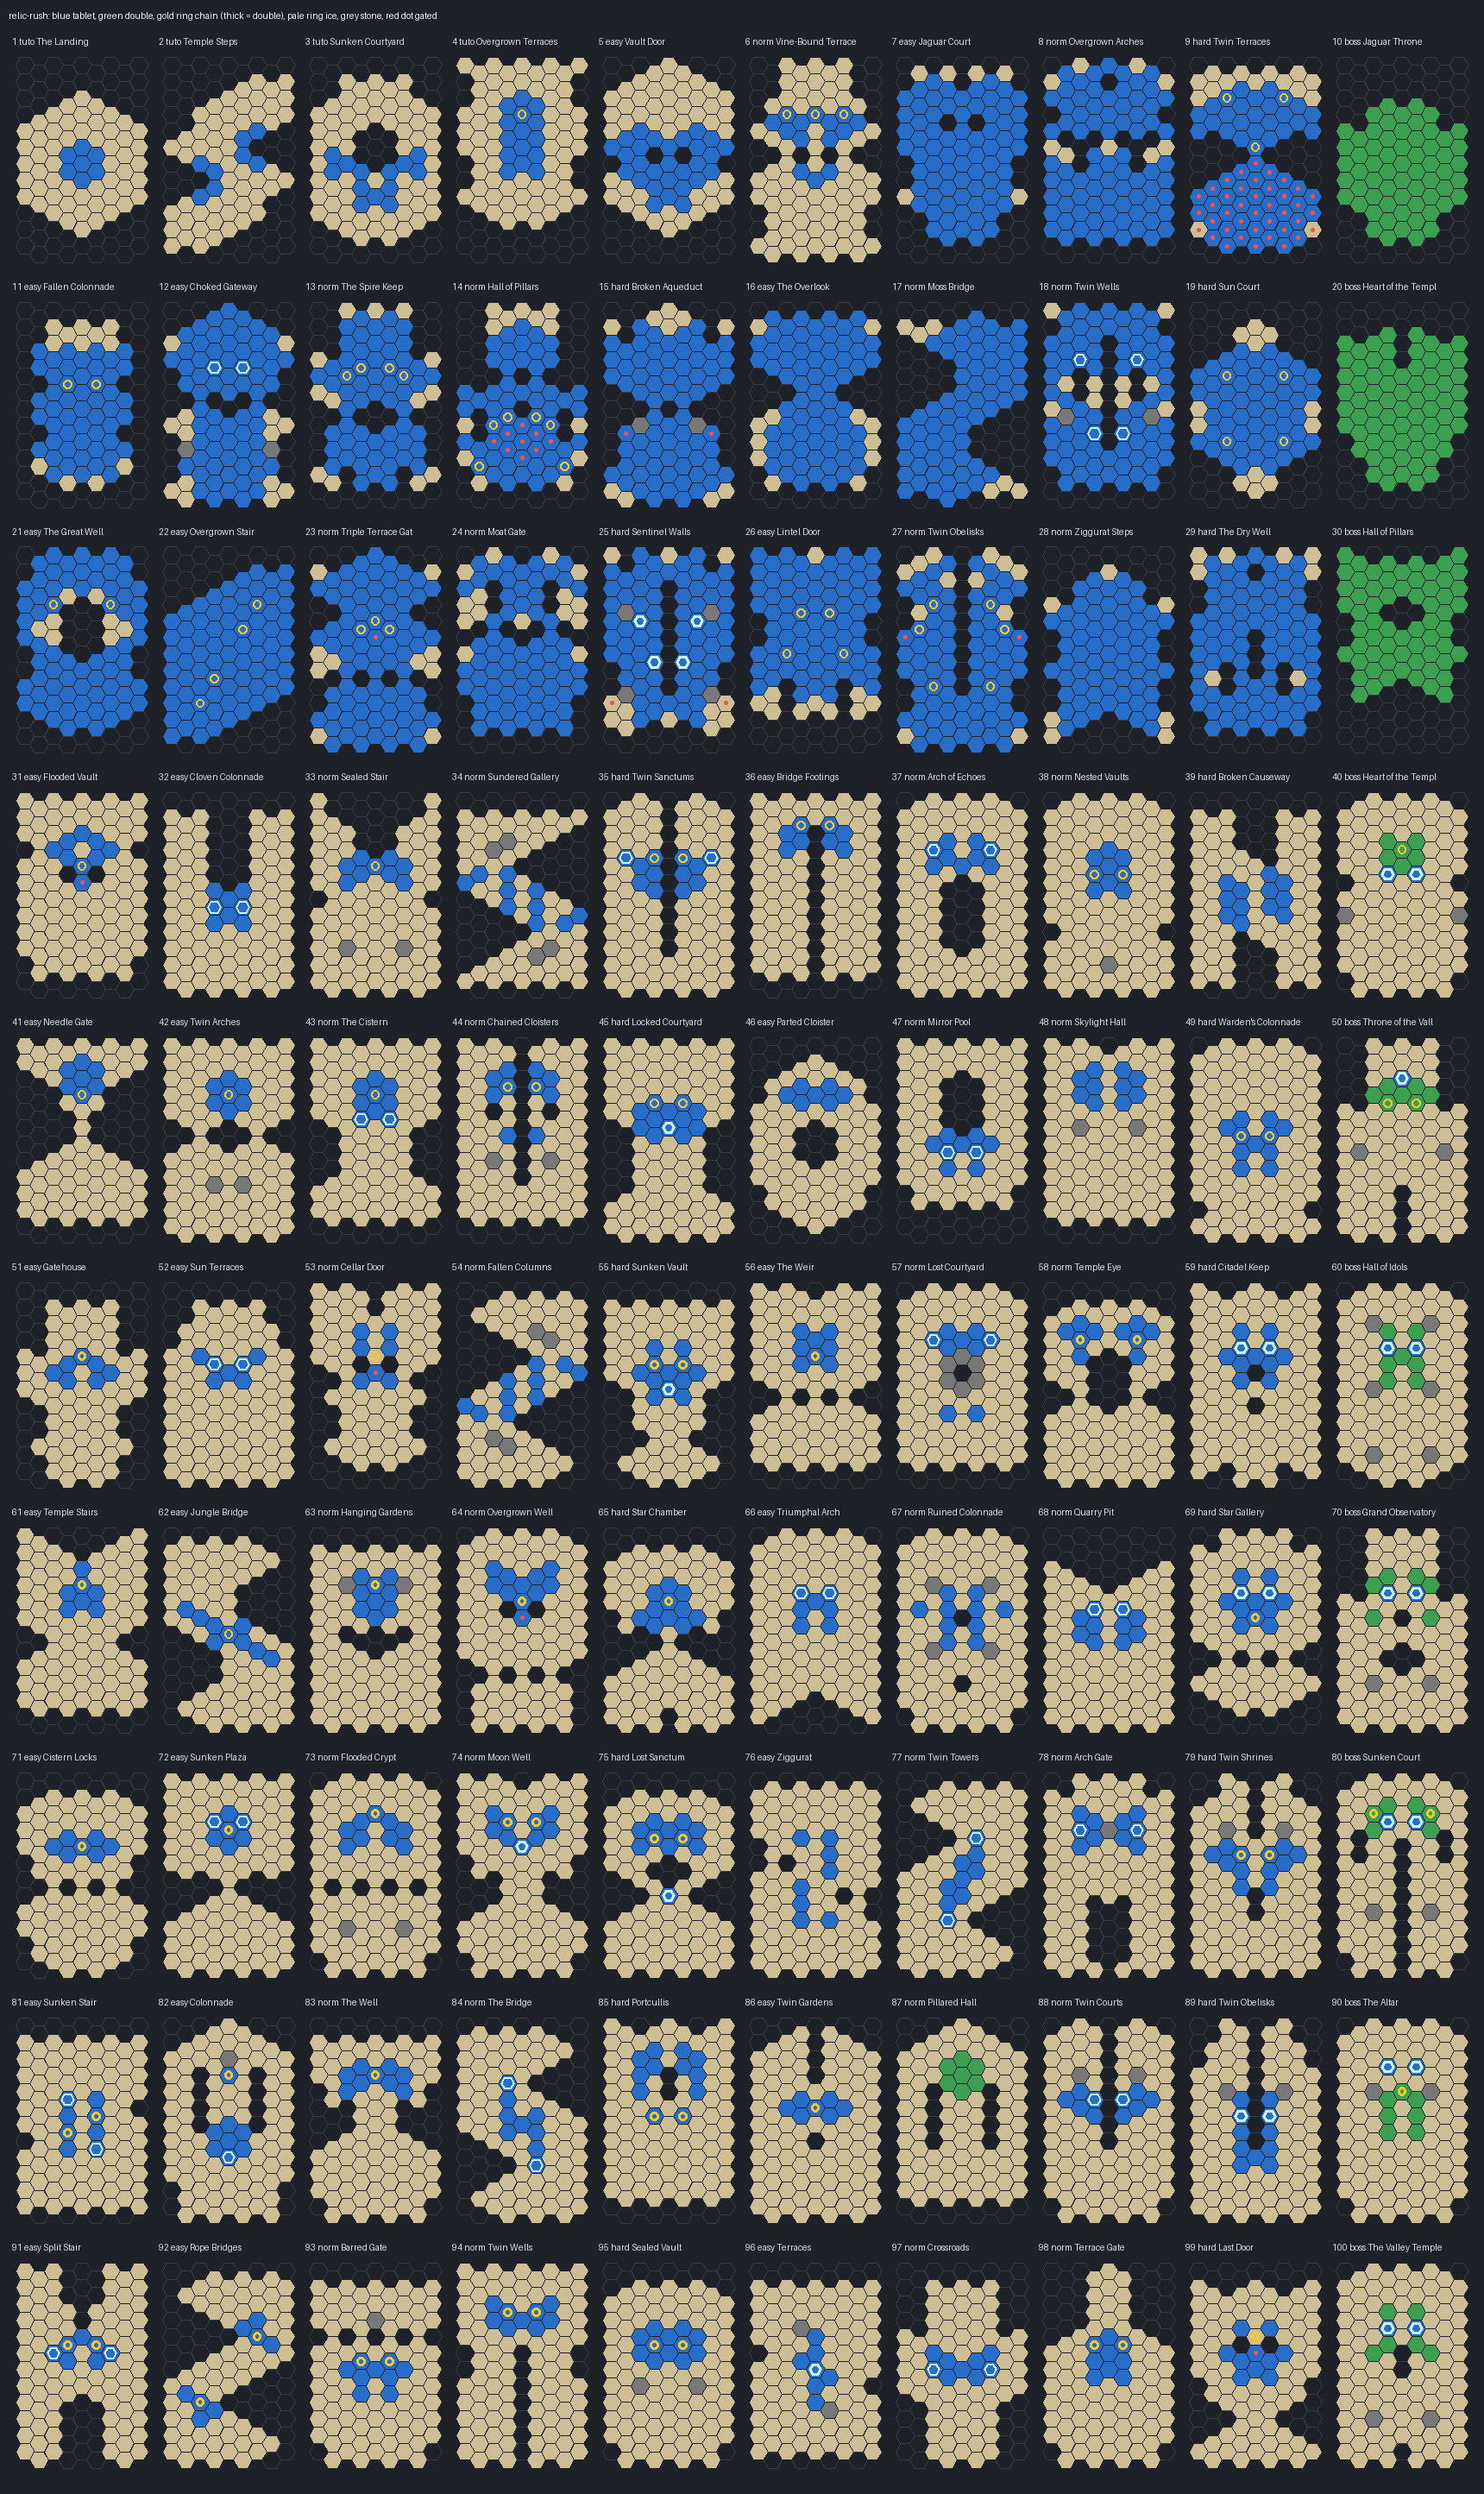 relic-rush: blue tablet, green double, gold ring chain (thick = double), pale ring ice, grey stone, red dot gated
1 tuto The Landing
2 tuto Temple Steps
3 tuto Sunken Courtyard
4 tuto Overgrown Terraces
5 easy Vault Door
6 norm Vine-Bound Terrace
7 easy Jaguar Court
8 norm Overgrown Arches
9 hard Twin Terraces
10 boss Jaguar Throne
11 easy Fallen Colonnade
12 easy Choked Gateway
13 norm The Spire Keep
14 norm Hall of Pillars
15 hard Broken Aqueduct
16 easy The Overlook
17 norm Moss Bridge
18 norm Twin Wells
19 hard Sun Court
20 boss Heart of the Templ
21 easy The Great Well
22 easy Overgrown Stair
23 norm Triple Terrace Gat
24 norm Moat Gate
25 hard Sentinel Walls
26 easy Lintel Door
27 norm Twin Obelisks
28 norm Ziggurat Steps
29 hard The Dry Well
30 boss Hall of Pillars
31 easy Flooded Vault
32 easy Cloven Colonnade
33 norm Sealed Stair
34 norm Sundered Gallery
35 hard Twin Sanctums
36 easy Bridge Footings
37 norm Arch of Echoes
38 norm Nested Vaults
39 hard Broken Causeway
40 boss Heart of the Templ
41 easy Needle Gate
42 easy Twin Arches
43 norm The Cistern
44 norm Chained Cloisters
45 hard Locked Courtyard
46 easy Parted Cloister
47 norm Mirror Pool
48 norm Skylight Hall
49 hard Warden's Colonnade
50 boss Throne of the Vall
51 easy Gatehouse
52 easy Sun Terraces
53 norm Cellar Door
54 norm Fallen Columns
55 hard Sunken Vault
56 easy The Weir
57 norm Lost Courtyard
58 norm Temple Eye
59 hard Citadel Keep
60 boss Hall of Idols
61 easy Temple Stairs
62 easy Jungle Bridge
63 norm Hanging Gardens
64 norm Overgrown Well
65 hard Star Chamber
66 easy Triumphal Arch
67 norm Ruined Colonnade
68 norm Quarry Pit
69 hard Star Gallery
70 boss Grand Observatory
71 easy Cistern Locks
72 easy Sunken Plaza
73 norm Flooded Crypt
74 norm Moon Well
75 hard Lost Sanctum
76 easy Ziggurat
77 norm Twin Towers
78 norm Arch Gate
79 hard Twin Shrines
80 boss Sunken Court
81 easy Sunken Stair
82 easy Colonnade
83 norm The Well
84 norm The Bridge
85 hard Portcullis
86 easy Twin Gardens
87 norm Pillared Hall
88 norm Twin Courts
89 hard Twin Obelisks
90 boss The Altar
91 easy Split Stair
92 easy Rope Bridges
93 norm Barred Gate
94 norm Twin Wells
95 hard Sealed Vault
96 easy Terraces
97 norm Crossroads
98 norm Terrace Gate
99 hard Last Door
100 boss The Valley Temple